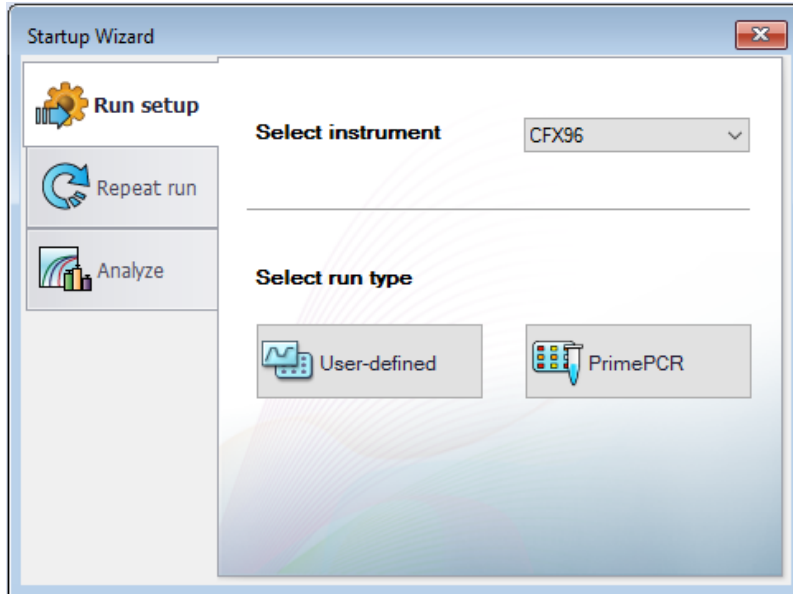 Startup Wizard
Run setup
Repeat run
Analyze
Select instrument
CFX96
Select run type
User-defined
PrimePCR